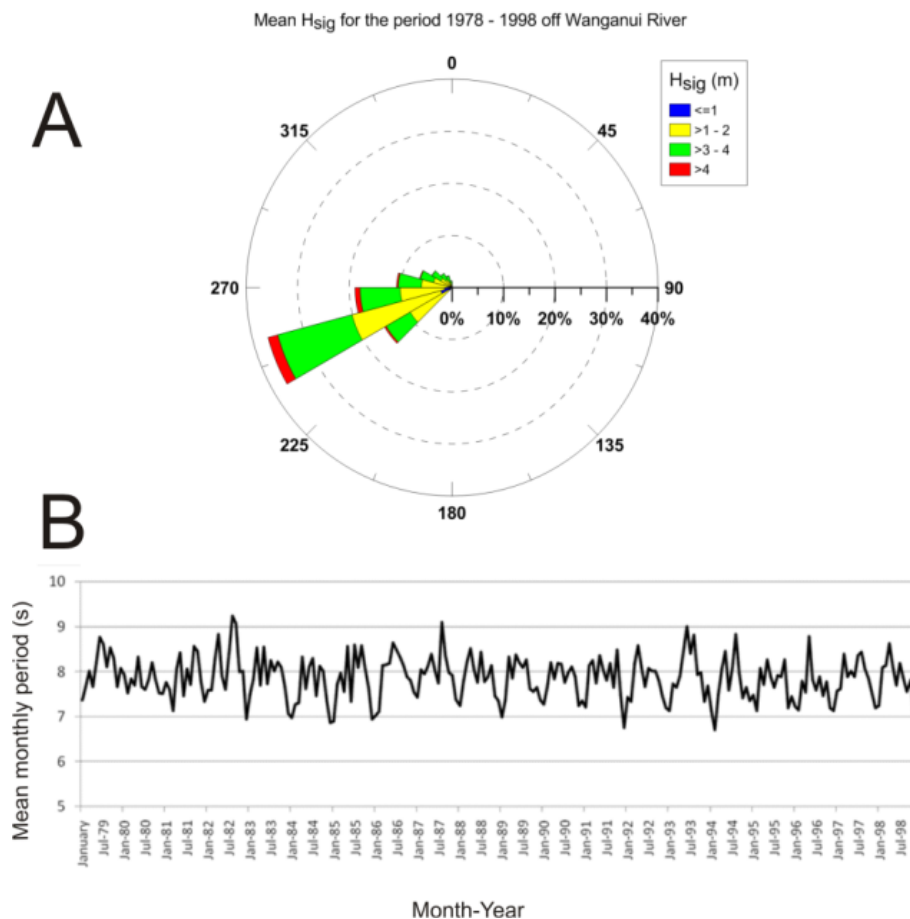 Mean Hsig for the period 1978 - 1998 off Wanganui River
A
0
Hsig (m)
<=1
>1 - 2
>3 - 4
>4
315
45
270
90
0% 10% 20% 30% 40%
225
135
180
B
Mean monthly period (s)
10
9
8
7
6
5
January
Jul-79
Jan-80
Jul-80
Jan-81
Jul-81
Jan-82
Jul-82
Jan-83
Jul-83
Jan-84
Jul-84
Jan-85
Jul-85
Jan-86
Jul-86
Jan-87
Jul-87
Jan-88
Jul-88
Jan-89
Jul-89
Jan-90
Jul-90
Jan-91
Jul-91
Jan-92
Jul-92
Jan-93
Jul-93
Jan-94
Jul-94
Jan-95
Jul-95
Jan-96
Jul-96
Jan-97
Jul-97
Jan-98
Jul-98
Month-Year